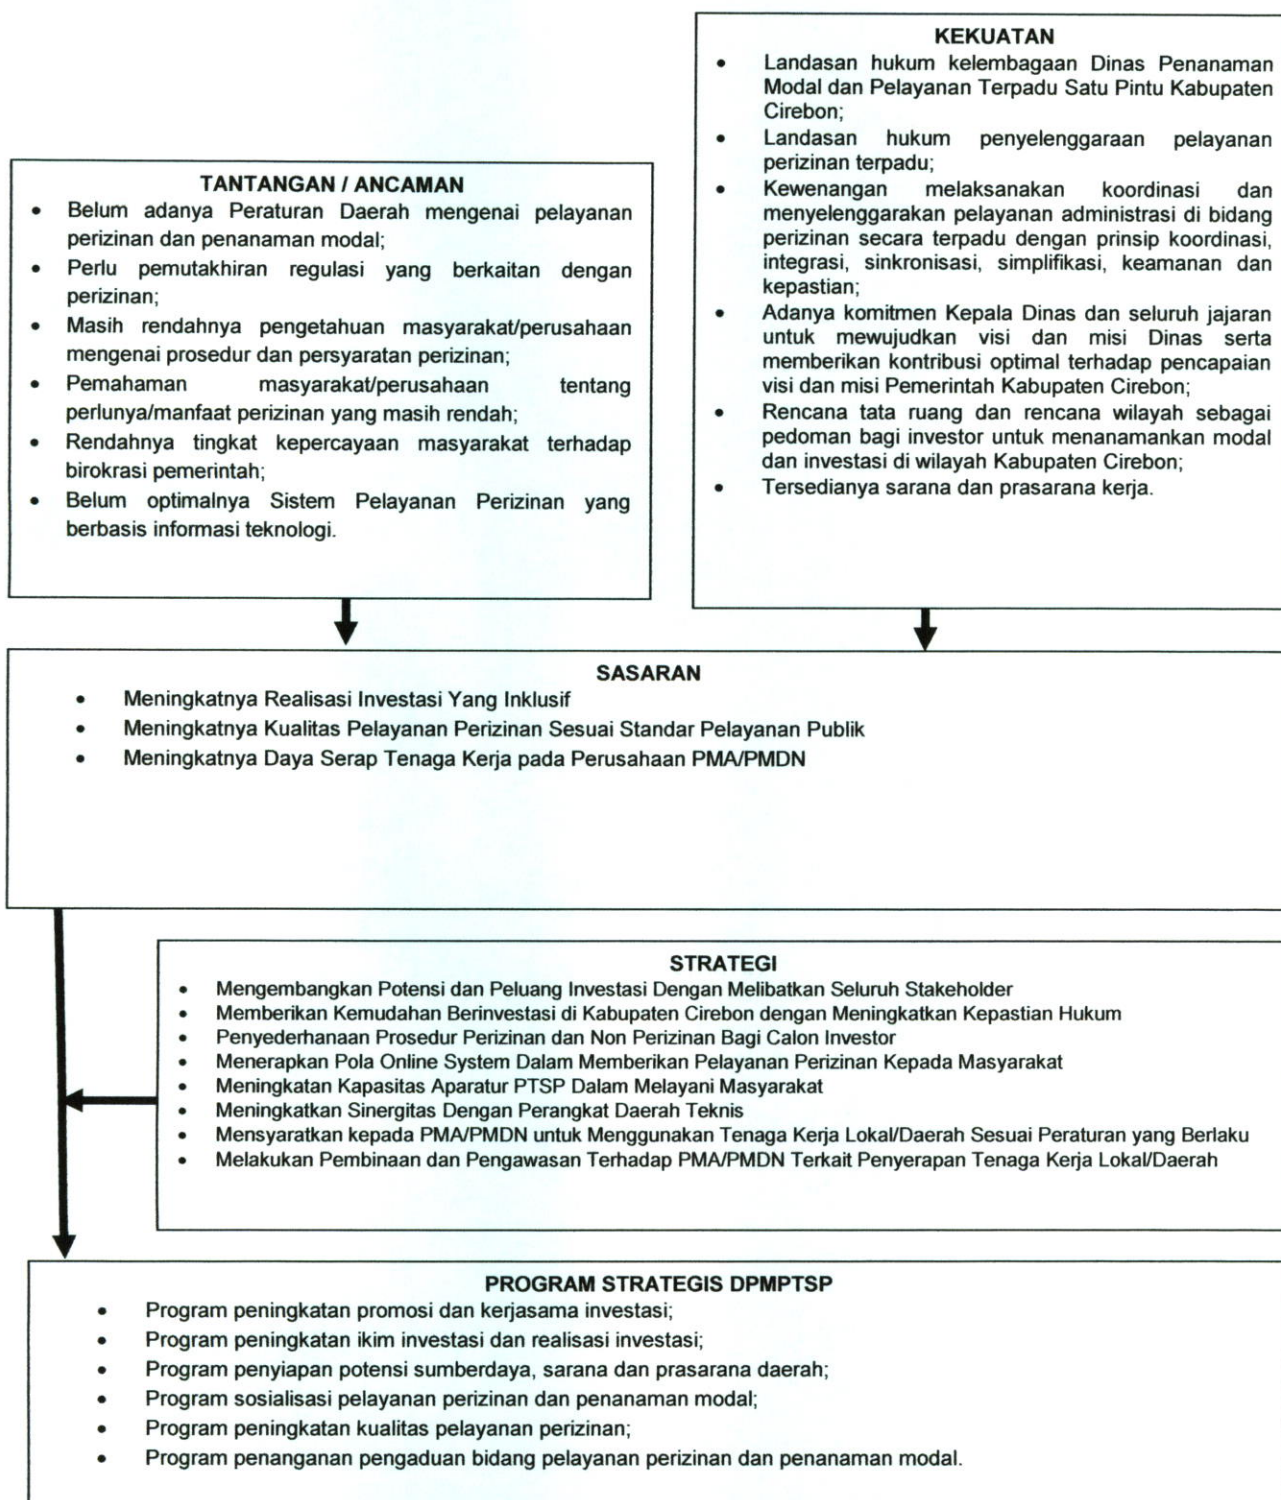 TANTANGAN / ANCAMAN
• Belum adanya Peraturan Daerah mengenai pelayanan
perizinan dan penanaman modal;
• Perlu pemutakhiran regulasi yang berkaitan dengan
perizinan;
• Masih rendahnya pengetahuan masyarakat/perusahaan
mengenai prosedur dan persyaratan perizinan;
• Pemahaman masyarakat/perusahaan tentang
perlunya/manfaat perizinan yang masih rendah;
• Rendahnya tingkat kepercayaan masyarakat terhadap
birokrasi pemerintah;
• Belum optimalnya Sistem Pelayanan Perizinan yang
berbasis informasi teknologi.
KEKUATAN
• Landasan hukum kelembagaan Dinas Penanaman
Modal dan Pelayanan Terpadu Satu Pintu Kabupaten
Cirebon;
• Landasan hukum penyelenggaraan pelayanan
perizinan terpadu;
• Kewenangan melaksanakan koordinasi dan
menyelenggarakan pelayanan administrasi di bidang
perizinan secara terpadu dengan prinsip koordinasi,
integrasi, sinkronisasi, simplifikasi, keamanan dan
kepastian;
• Adanya komitmen Kepala Dinas dan seluruh jajaran
untuk mewujudkan visi dan misi Dinas serta
memberikan kontribusi optimal terhadap pencapaian
visi dan misi Pemerintah Kabupaten Cirebon;
• Rencana tata ruang dan rencana wilayah sebagai
pedoman bagi investor untuk menanamankan modal
dan investasi di wilayah Kabupaten Cirebon;
• Tersedianya sarana dan prasarana kerja.
SASARAN
• Meningkatnya Realisasi Investasi Yang Inklusif
• Meningkatnya Kualitas Pelayanan Perizinan Sesuai Standar Pelayanan Publik
• Meningkatnya Daya Serap Tenaga Kerja pada Perusahaan PMA/PMDN
STRATEGI
• Mengembangkan Potensi dan Peluang Investasi Dengan Melibatkan Seluruh Stakeholder
• Memberikan Kemudahan Berinvestasi di Kabupaten Cirebon dengan Meningkatkan Kepastian Hukum
• Penyederhanaan Prosedur Perizinan dan Non Perizinan Bagi Calon Investor
• Menerapkan Pola Online System Dalam Memberikan Pelayanan Perizinan Kepada Masyarakat
• Meningkatan Kapasitas Aparatur PTSP Dalam Melayani Masyarakat
• Meningkatkan Sinergitas Dengan Perangkat Daerah Teknis
• Mensyaratkan kepada PMA/PMDN untuk Menggunakan Tenaga Kerja Lokal/Daerah Sesuai Peraturan yang Berlaku
• Melakukan Pembinaan dan Pengawasan Terhadap PMA/PMDN Terkait Penyerapan Tenaga Kerja Lokal/Daerah
PROGRAM STRATEGIS DPMPTSP
• Program peningkatan promosi dan kerjasama investasi;
• Program peningkatan ikim investasi dan realisasi investasi;
• Program penyiapan potensi sumberdaya, sarana dan prasarana daerah;
• Program sosialisasi pelayanan perizinan dan penanaman modal;
• Program peningkatan kualitas pelayanan perizinan;
• Program penanganan pengaduan bidang pelayanan perizinan dan penanaman modal.